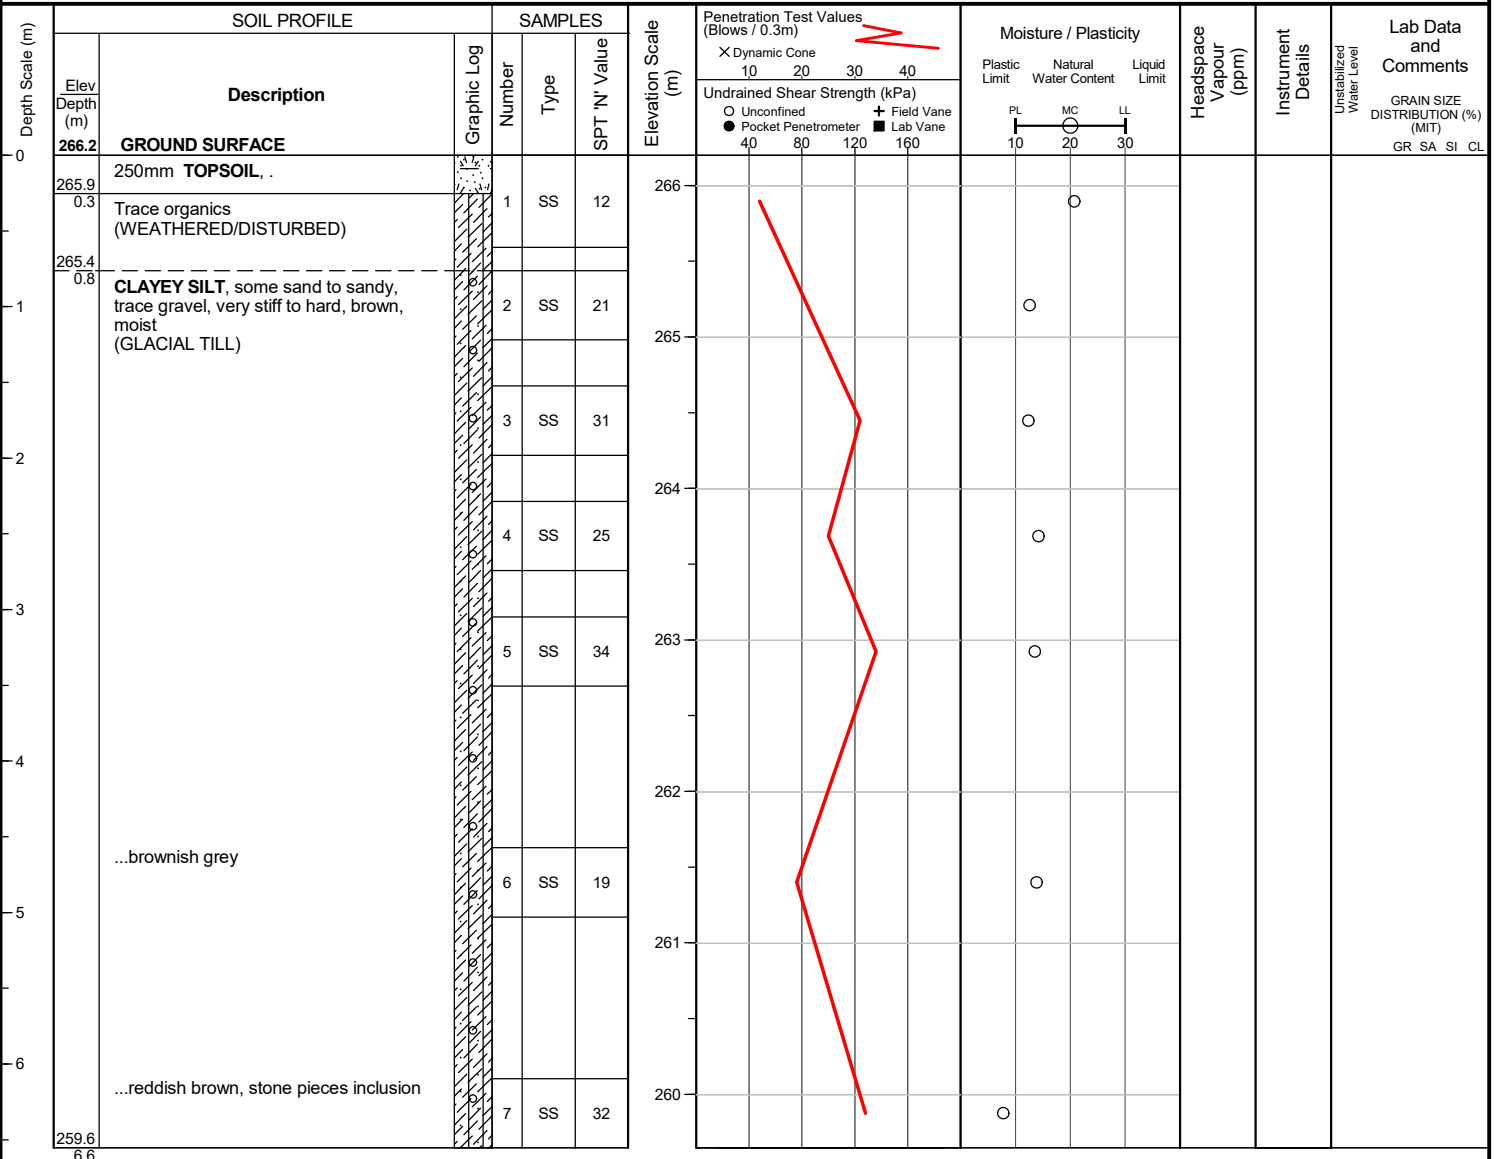 SOIL PROFILE
SAMPLES
Depth Scale (m)
Elev
Depth
(m)
Description
Graphic Log
Number
Type
SPT 'N' Value
Elevation Scale
(m)
Penetration Test Values
(Blows / 0.3m)
× Dynamic Cone
10 20 30 40
Undrained Shear Strength (kPa)
Unconfined
Field Vane
Pocket Penetrometer
Lab Vane
40 80 120 160
Moisture / Plasticity
Plastic
Limit
Natural
Water Content
Liquid
Limit
PL MC LL
10 20 30
Headspace
Vapour
(ppm)
Instrument
Details
Unstabilized
Water Level
Lab Data
and
Comments
GRAIN SIZE
DISTRIBUTION (%)
(MIT)
GR SA SI CL
266.2 GROUND SURFACE
0
250mm TOPSOIL, .
265.9
0.3
Trace organics
(WEATHERED/DISTURBED)
265.4
0.8
CLAYEY SILT, some sand to sandy,
trace gravel, very stiff to hard, brown,
moist
(GLACIAL TILL)
1
2
3
4
...brownish grey
5
6
...reddish brown, stone pieces inclusion
259.6
6.6
1 SS 12
2 SS 21
3 SS 31
4 SS 25
5 SS 34
6 SS 19
7 SS 32
266
265
264
263
262
261
260